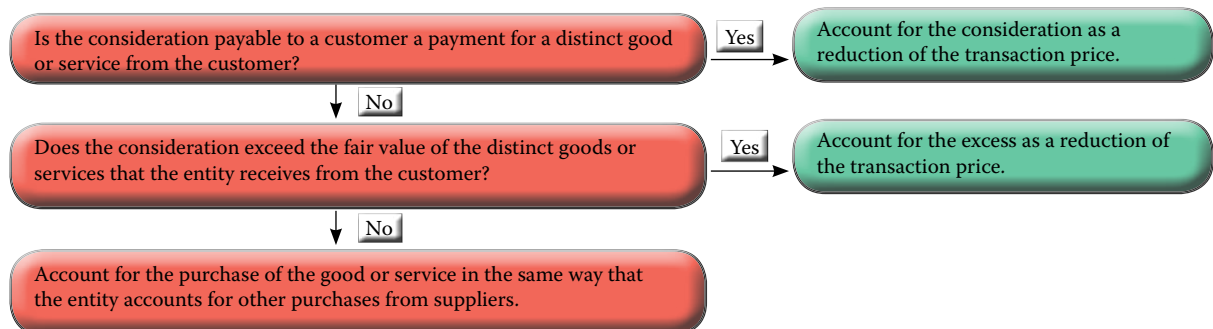 Is the consideration payable to a customer a payment for a distinct good
or service from the customer?
Yes
Account for the consideration as a
reduction of the transaction price.
No
Does the consideration exceed the fair value of the distinct goods or
services that the entity receives from the customer?
Yes
Account for the excess as a reduction of
the transaction price.
No
Account for the purchase of the good or service in the same way that
the entity accounts for other purchases from suppliers.